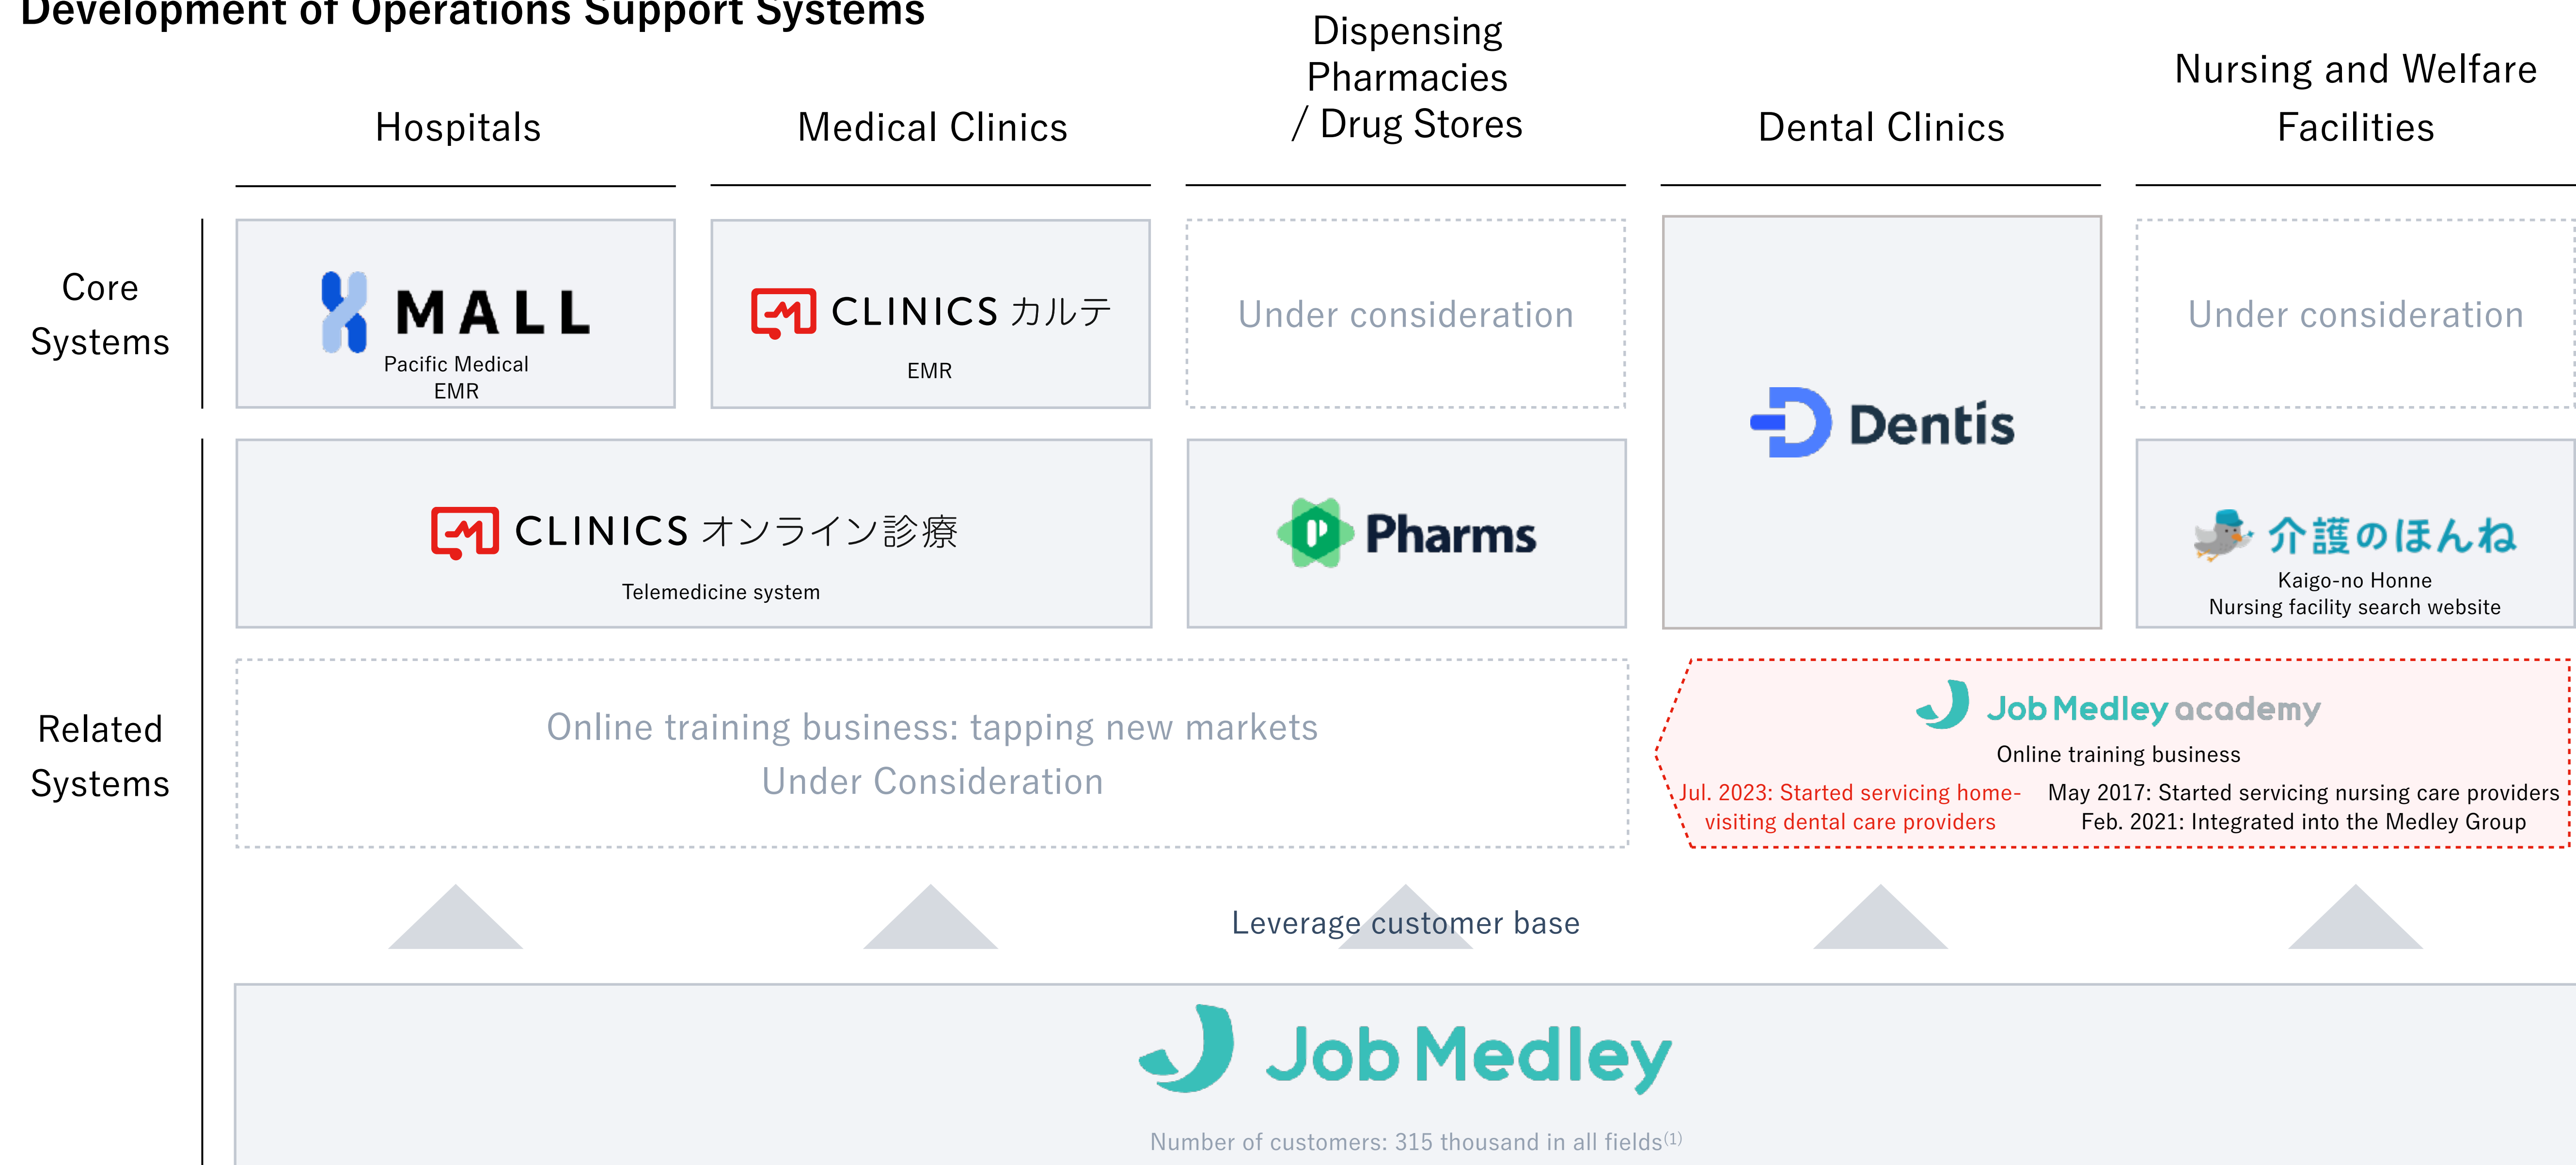 Development of Operations Support Systems
Hospitals
Medical Clinics
Dispensing
Pharmacies
/ Drug Stores
Dental Clinics
Nursing and Welfare
Facilities
Core
Systems
MALL
Pacific Medical
EMR
CLINICS カルテ
EMR
Under consideration
Dentis
Under consideration
Related
Systems
CLINICS オンライン診療
Telemedicine system
Pharms
介護のほんね
Kaigo-no Honne
Nursing facility search website
Online training business: tapping new markets
Under Consideration
Job Medley academy
Online training business
Jul. 2023: Started servicing home-
visiting dental care providers
May 2017: Started servicing nursing care providers
Feb. 2021: Integrated into the Medley Group
Leverage customer base
Job Medley
Number of customers: 315 thousand in all fields(1)